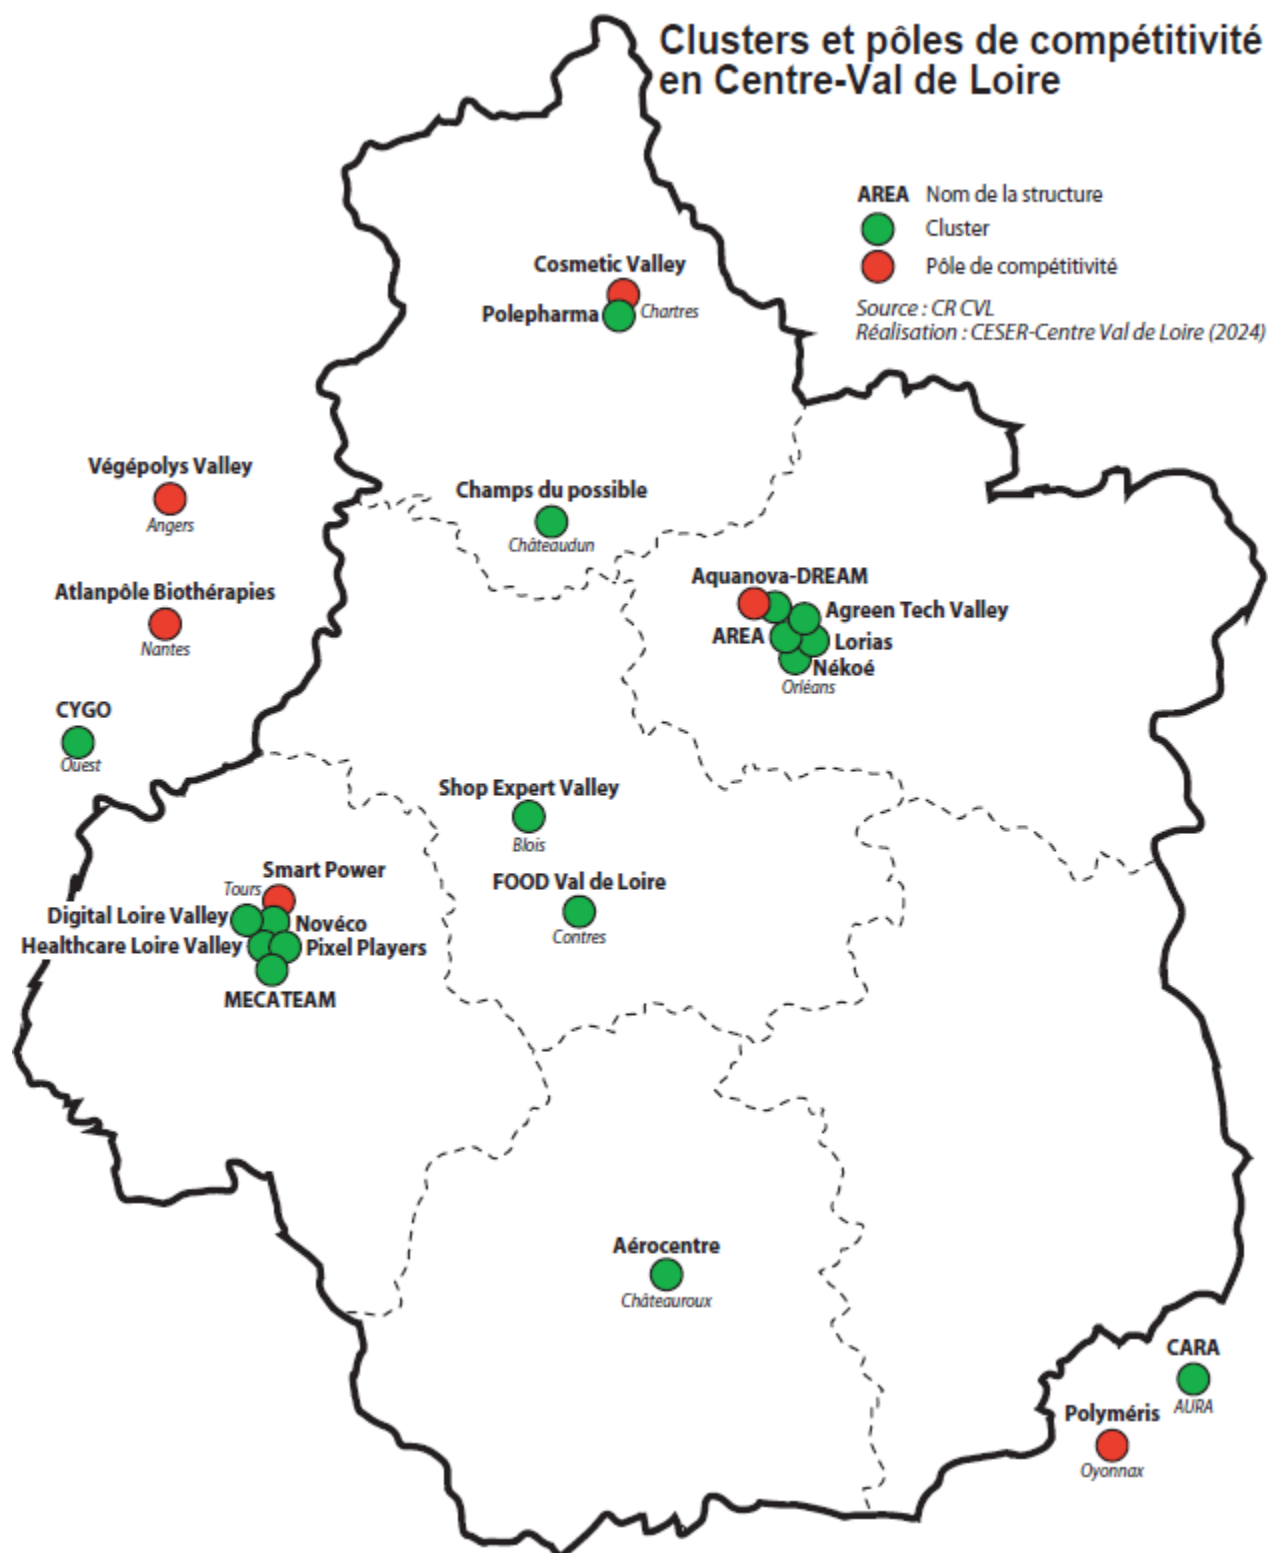 Clusters et pôles de compétitivité
en Centre-Val de Loire
AREA Nom de la structure
Cluster
Pôle de compétitivité
Source : CR CVL
Réalisation : CESER-Centre Val de Loire (2024)
Cosmetic Valley
Polepharma
Chartres
Végépolys Valley
Angers
Champs du possible
Châteaudun
Atlanpôle Biothérapies
Nantes
Aquanova-DREAM
Agreen Tech Valley
AREA
Lorias
Nékoé
Orléans
CYGO
Ouest
Shop Expert Valley
Blois
Smart Power
Tours
FOOD Val de Loire
Contres
Digital Loire Valley
Novéco
Healthcare Loire Valley
Pixel Players
MECATEAM
Aérocentre
Châteauroux
CARA
AURA
Polyméris
Oyonnax